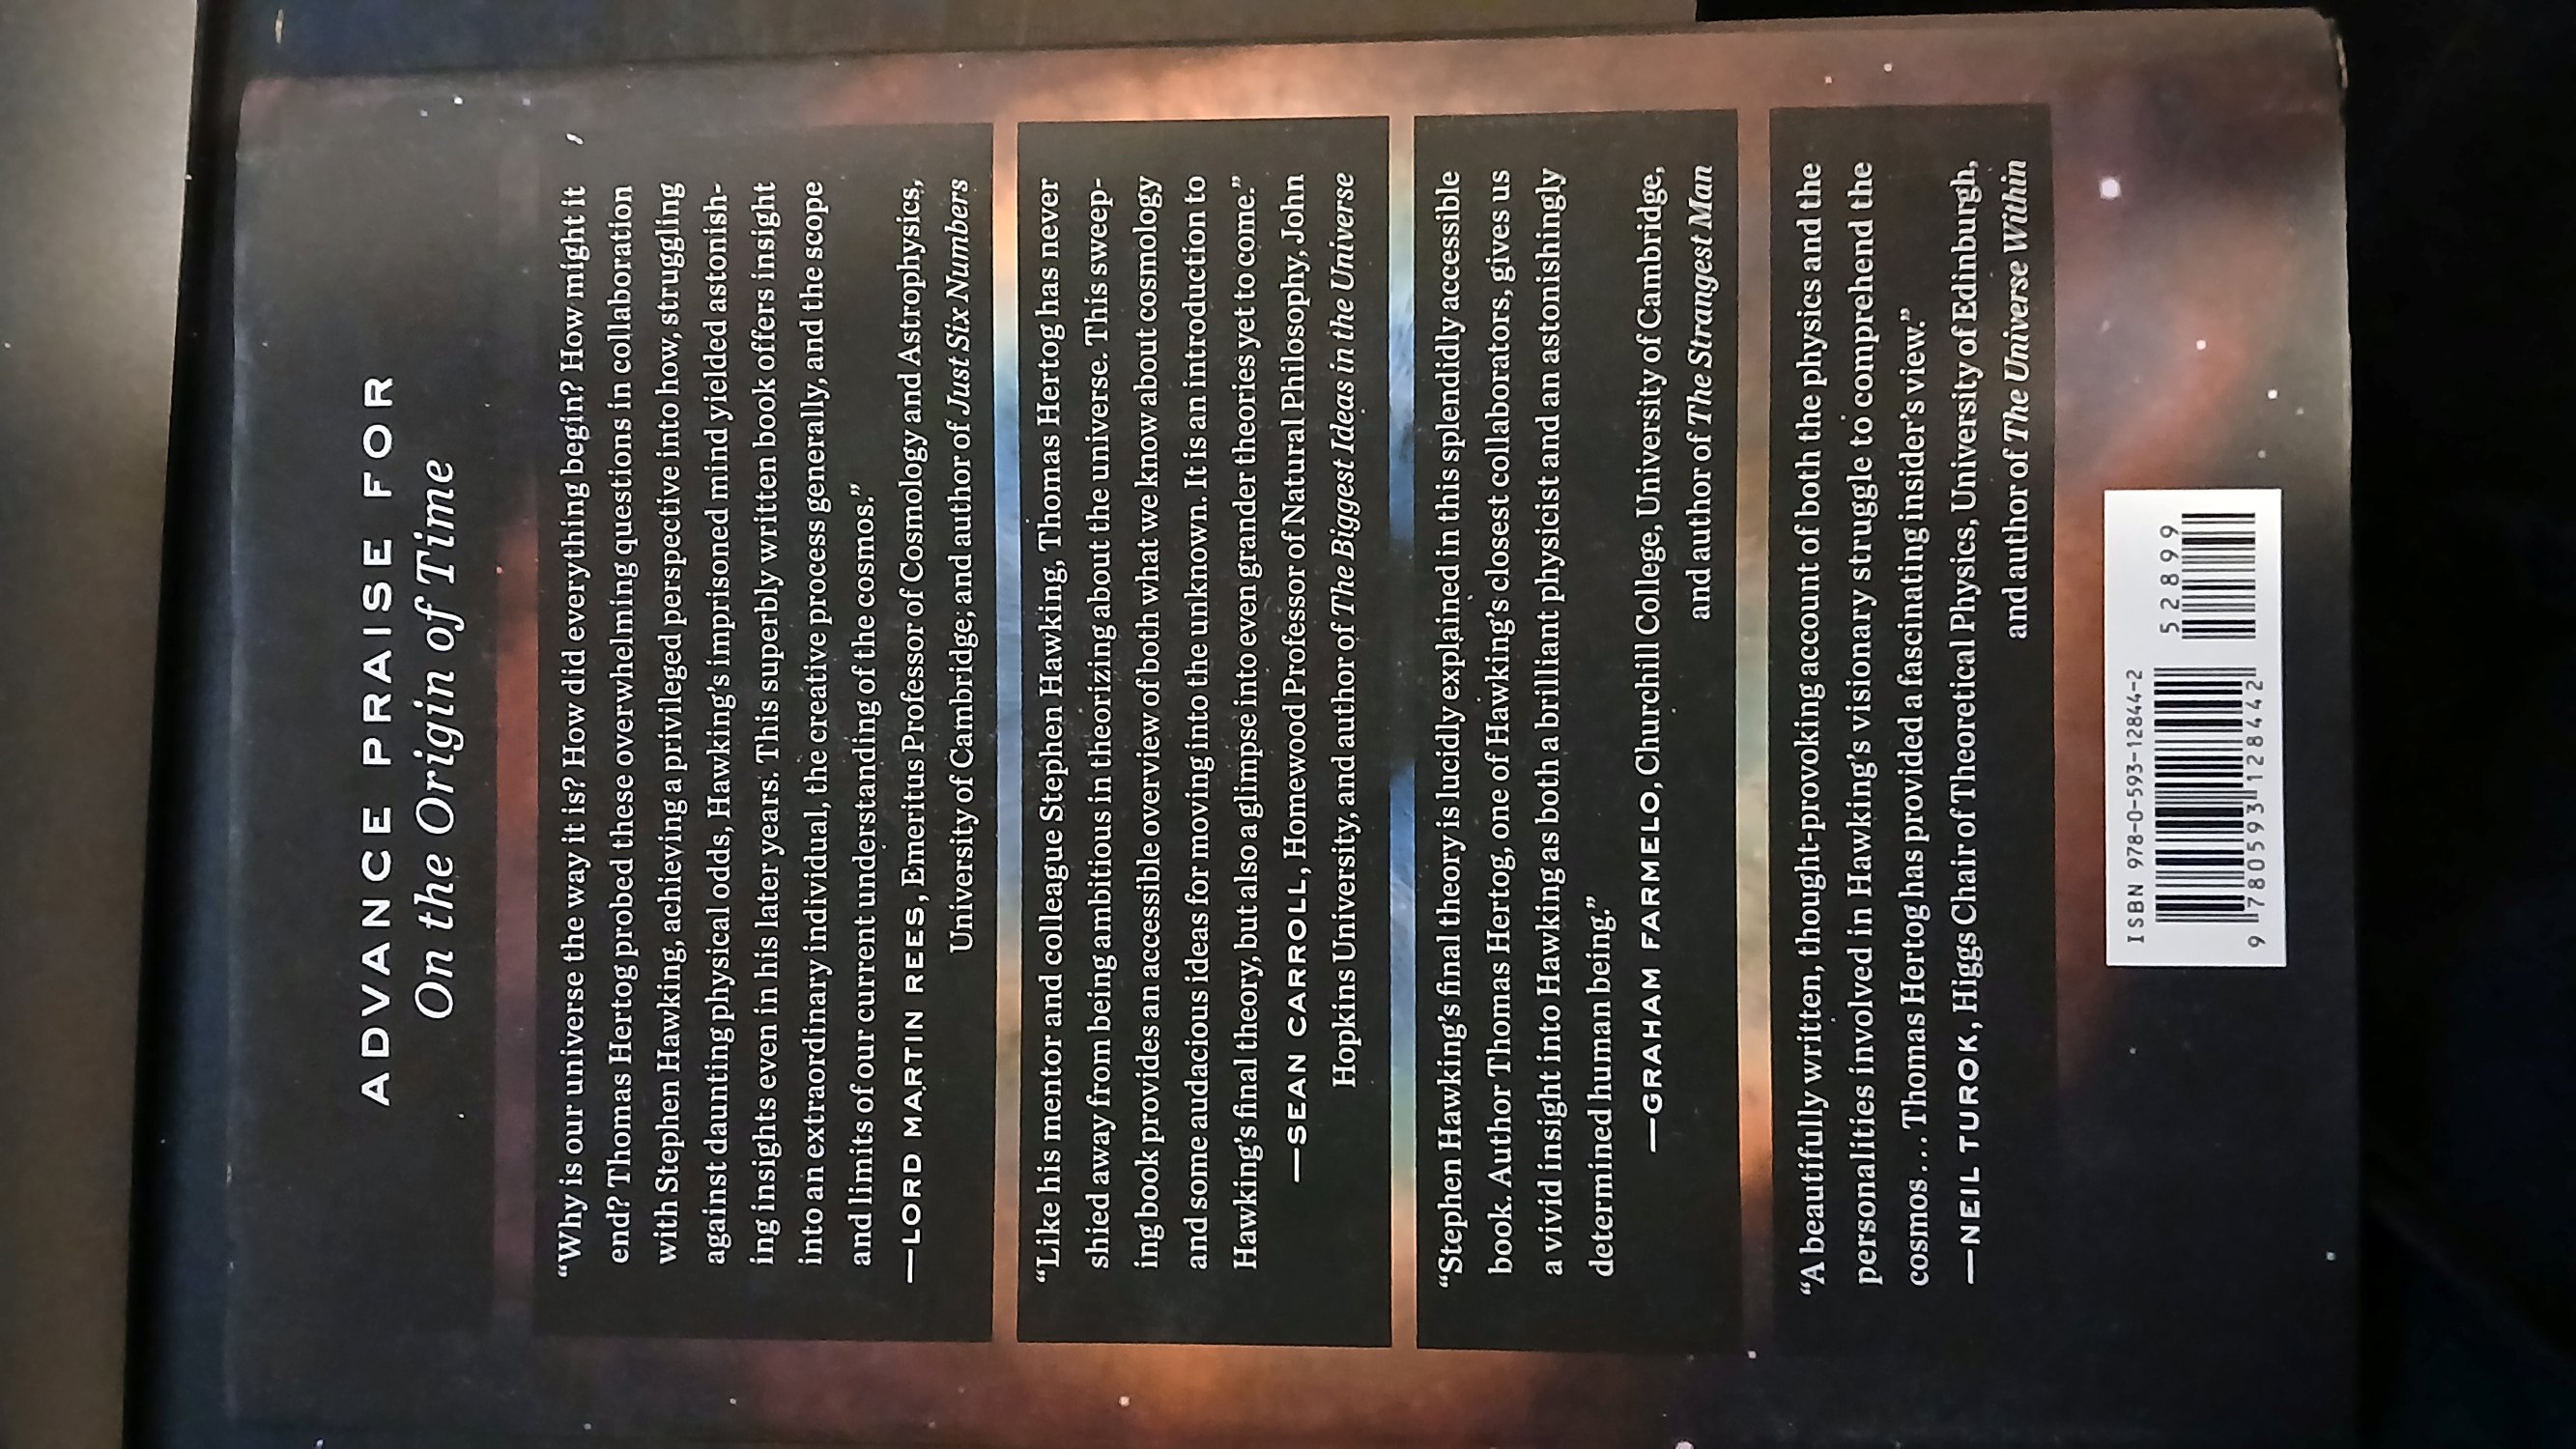 ADVANCE PRAISE FOR
On the Origin of Time
“Why is our universe the way it is? How did everything begin? How might it
end? Thomas Hertog probed these overwhelming questions in collaboration
with Stephen Hawking, achieving a privileged perspective into how, struggling
against daunting physical odds, Hawking’s imprisoned mind yielded astonish-
ing insights even in his later years. This superbly written book offers insight
into an extraordinary individual, the creative process generally, and the scope
and limits of our current understanding of the cosmos.”
—LORD MARTIN REES, Emeritus Professor of Cosmology and Astrophysics,
University of Cambridge, and author of Just Six Numbers
“Like his mentor and colleague Stephen Hawking, Thomas Hertog has never
shied away from being ambitious in theorizing about the universe. This sweep-
ing book provides an accessible overview of both what we know about cosmology
and some audacious ideas for moving into the unknown. It is an introduction to
Hawking’s final theory, but also a glimpse into even grander theories yet to come.”
—SEAN CARROLL, Homewood Professor of Natural Philosophy, John
Hopkins University, and author of The Biggest Ideas in the Universe
“Stephen Hawking’s final theory is lucidly explained in this splendidly accessible
book. Author Thomas Hertog, one of Hawking’s closest collaborators, gives us
a vivid insight into Hawking as both a brilliant physicist and an astonishingly
determined human being.”
—GRAHAM FARMELO, Churchill College, University of Cambridge,
and author of The Strangest Man
“A beautifully written, thought-provoking account of both the physics and the
personalities involved in Hawking’s visionary struggle to comprehend the
cosmos . . . Thomas Hertog has provided a fascinating insider’s view.”
—NEIL TUROK, Higgs Chair of Theoretical Physics, University of Edinburgh,
and author of The Universe Within
ISBN 978-0-593-12844-2
52899
9 780593 128442